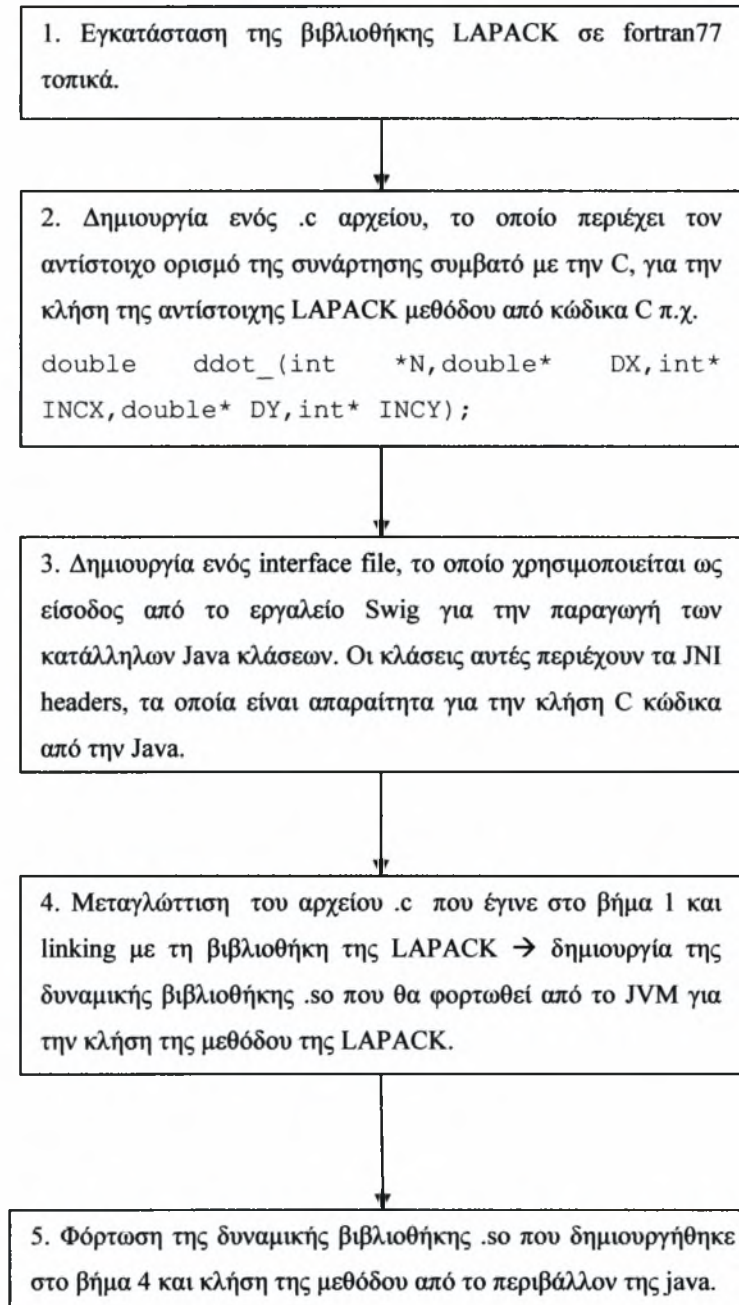 1. Εγκατάσταση της βιβλιοθήκης LAPACK σε fortran77
τοπικά.
2. Δημιουργία ενός .c αρχείου, το οποίο περιέχει τον
αντίστοιχο ορισμό της συνάρτησης συμβατό με την C, για την
κλήση της αντίστοιχης LAPACK μεθόδου από κώδικα C π.χ.
double ddot_(int *N,double* DX,int*
INCX,double* DY,int* INCY);
3. Δημιουργία ενός interface file, το οποίο χρησιμοποιείται ως
είσοδος από το εργαλείο Swig για την παραγωγή των
κατάλληλων Java κλάσεων. Οι κλάσεις αυτές περιέχουν τα JNI
headers, τα οποία είναι απαραίτητα για την κλήση C κώδικα
από την Java.
4. Μεταγλώττιση του αρχείου .c που έγινε στο βήμα 1 και
linking με τη βιβλιοθήκη της LAPACK → δημιουργία της
δυναμικής βιβλιοθήκης .so που θα φορτωθεί από το JVM για
την κλήση της μεθόδου της LAPACK.
5. Φόρτωση της δυναμικής βιβλιοθήκης .so που δημιουργήθηκε
στο βήμα 4 και κλήση της μεθόδου από το περιβάλλον της java.